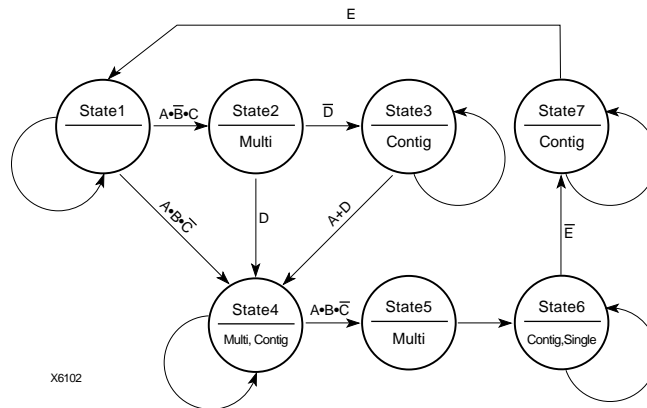 E
State1
A•B̅•C
State2
Multi
D̅
State3
Contig
State7
Contig
A•B•C̅
D
A+D
E̅
State4
Multi, Contig
A•B•C̅
State5
Multi
State6
Contig,Single
X6102